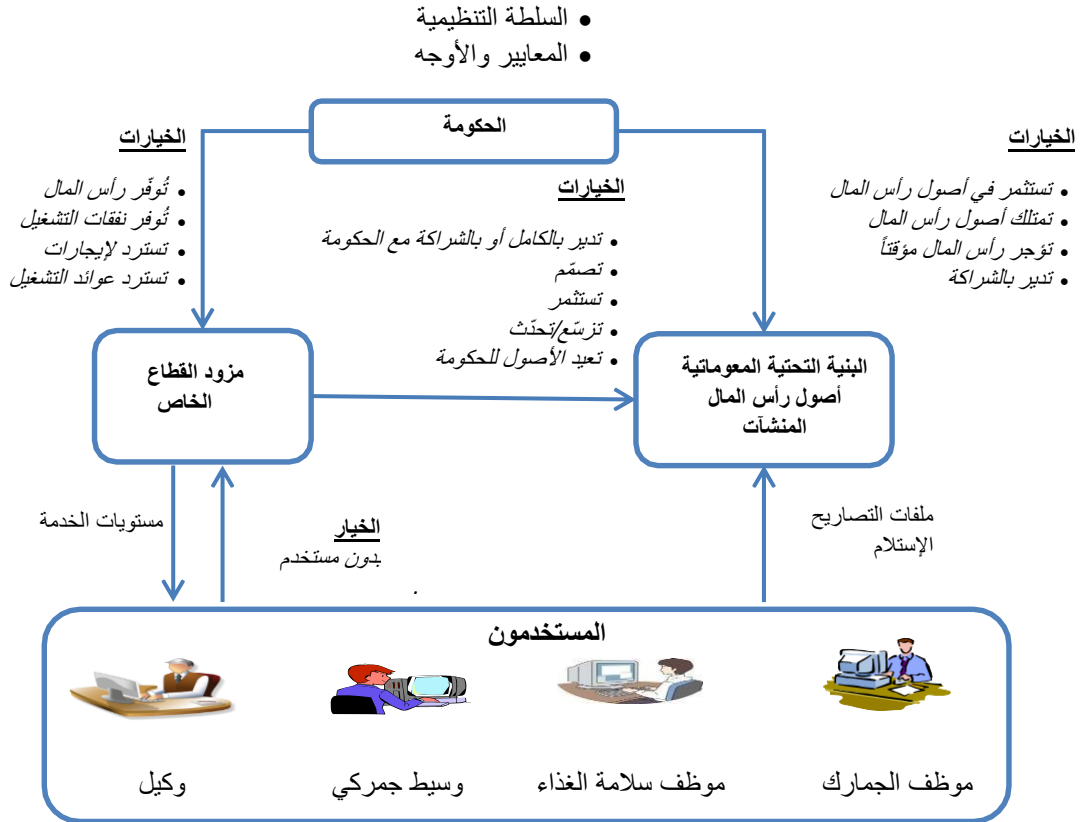 • السلطة التنظيمية
• المعايير والأوجه
الحكومة
الخيارات
• تستثمر في أصول رأس المال
• تمتلك أصول رأس المال
• تؤجر رأس المال مؤقتاً
• تدير بالشراكة
الخيارات
• تدير بالكامل أو بالشراكة مع الحكومة
• تصمّم
• تستثمر
• تزسّع/تحدّث
• تعيد الأصول للحكومة
الخيارات
• تُوفّر رأس المال
• تُوفر نفقات التشغيل
• تسترد لإيجارات
• تسترد عوائد التشغيل
البنية التحتية المعلوماتية
أصول رأس المال
المنشآت
مزود القطاع
الخاص
ملفات التصاريح
الإستلام
الخيار
بدون مستخدم
.
مستويات الخدمة
المستخدمون
موظف الجمارك
موظف سلامة الغذاء
وسيط جمركي
وكيل